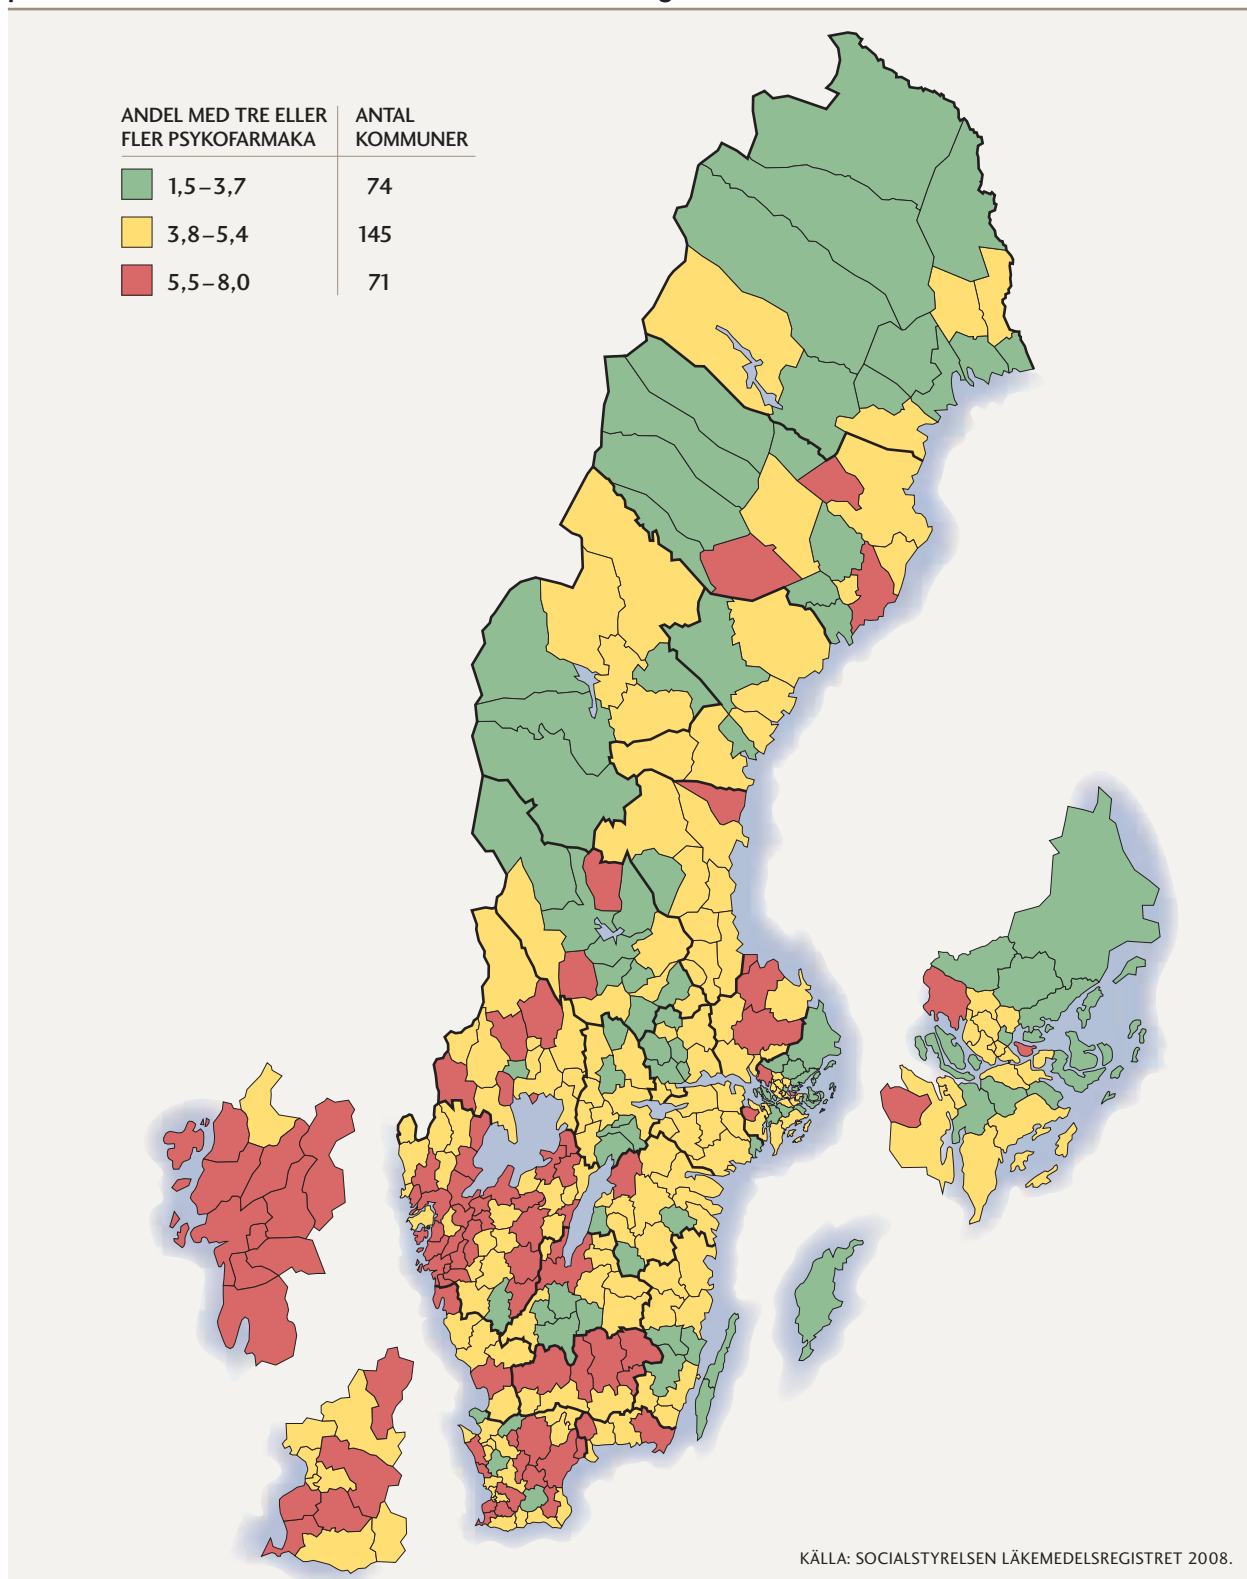 ANDEL MED TRE ELLER
FLER PSYKOFARMAKA
ANTAL
KOMMUNER
1,5–3,7 74
3,8–5,4 145
5,5–8,0 71
KÄLLA: SOCIALSTYRELSEN LÄKEMEDELSREGISTRET 2008.